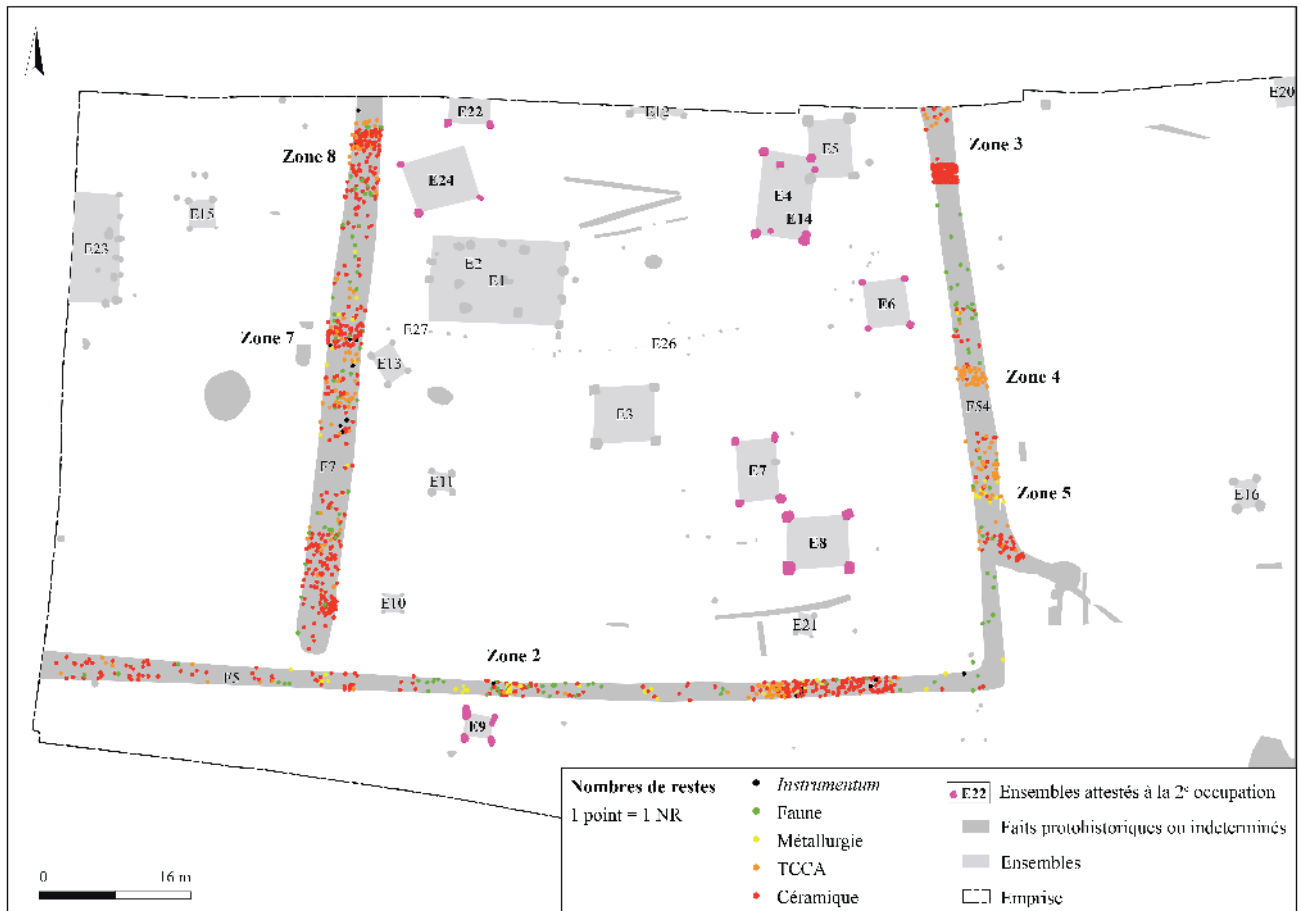 E22
E12
E20
Zone 8
Zone 3
E5
E24
E4
E15
E14
E23
E2
E1
E6
E27
Zone 7
E26
E13
Zone 4
E3
F54
F7
E7
E11
Zone 5
E16
E8
E10
E21
Zone 2
F5
E9
Nombres de restes
1 point = 1 NR
Instrumentum
Faune
Métallurgie
TCCA
Céramique
E22 Ensembles attestés à la 2e occupation
Faits protohistoriques ou indeterminés
Ensembles
Emprise
0 16 m